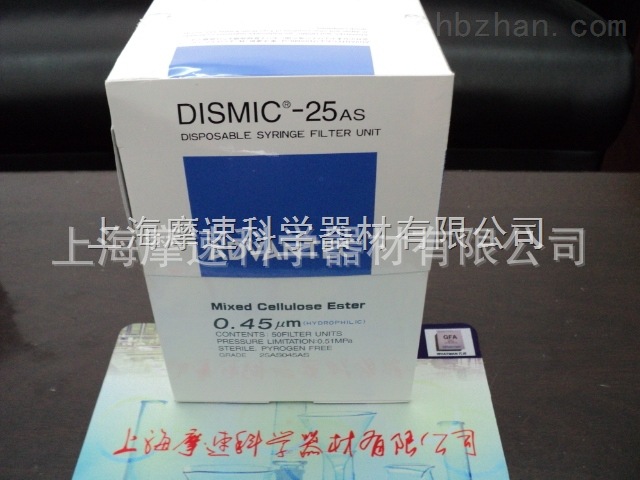 hbzhan.com
DISMIC®-25AS
DISPOSABLE SYRINGE FILTER UNIT
上海摩速科学器材有限公司
上海摩速科学器材有限公司
Mixed Cellulose Ester
0.45μm (HYDROPHILIC)
CONTENTS: 50FILTER UNITS
PRESSURE LIMITATION:0.51MPa
STERILE, PYROGEN FREE
GRADE 25AS045AS
GFA
上海摩速科学器材有限公司